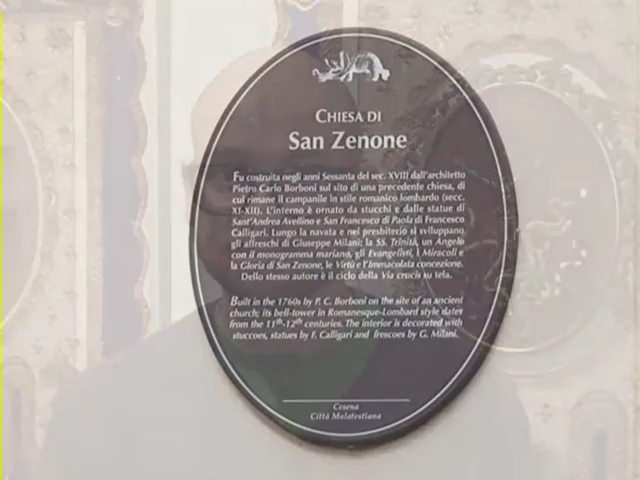 CHIESA DI
San Zenone
Fu costruita negli anni Sessanta del sec. XVIII dall'architetto
Pietro Carlo Borboni sul sito di una precedente chiesa, di
cui rimane il campanile in stile romanico lombardo (secc.
XI-XII). L'interno è ornato da stucchi e dalle statue di
Sant'Andrea Avellino e San Francesco di Paola di Francesco
Calligari. Lungo la navata e nel presbiterio si sviluppano
gli affreschi di Giuseppe Milani: la SS. Trinità, un Angelo
con il monogramma mariano, gli Evangelisti, i Miracoli e
la Gloria di San Zenone, le Virtù e l'Immacolata concezione.
Dello stesso autore è il ciclo della Via crucis su tela.
Built in the 1760s by P. C. Borboni on the site of an ancient
church; its bell-tower in Romanesque-Lombard style dates
from the 11th-12th centuries. The interior is decorated with
stuccoes, statues by F. Calligari and frescoes by G. Milani.
Cesena
Città Malatestiana